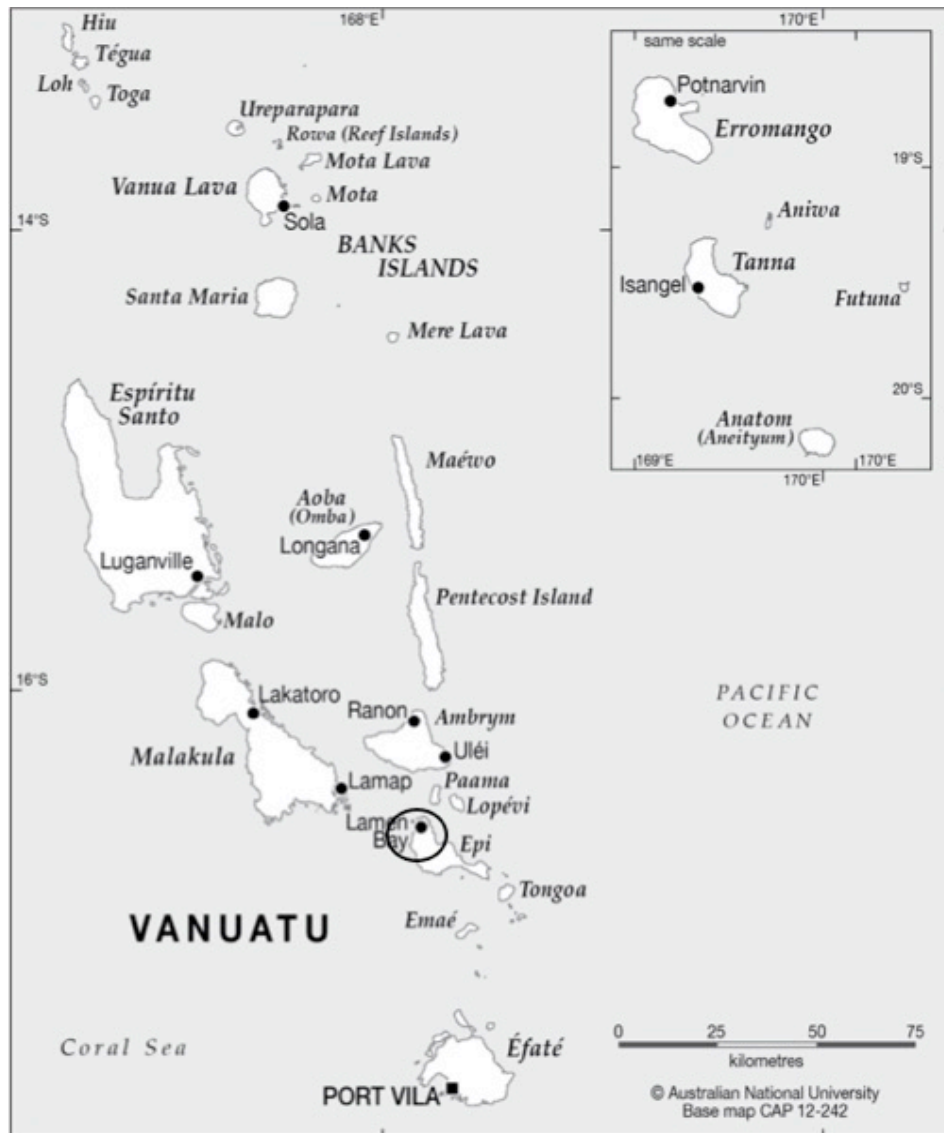 168°E
170°E
Hiu
Tégua
Loh
Toga
Ureparapara
Rowa (Reef Islands)
Mota Lava
Vanua Lava
Mota
Sola
14°S
BANKS
ISLANDS
Santa Maria
Mere Lava
same scale
Potnarvin
Erromango
19°S
Aniwa
Tanna
Isangel
Futuna
20°S
Anatom
(Aneityum)
169°E
170°E
170°E
Espíritu
Santo
Maéwo
Aoba
(Omba)
Longana
Luganville
Malo
Pentecost Island
16°S
Lakatoro
Ranon
Ambrym
Malakula
Uléi
Lamap
Paama
Lopévi
Lamen
Bay
Epi
Tongoa
Emaé
VANUATU
PACIFIC
OCEAN
Coral Sea
Éfaté
PORT VILA
0 25 50 75
kilometres
© Australian National University
Base map CAP 12-242